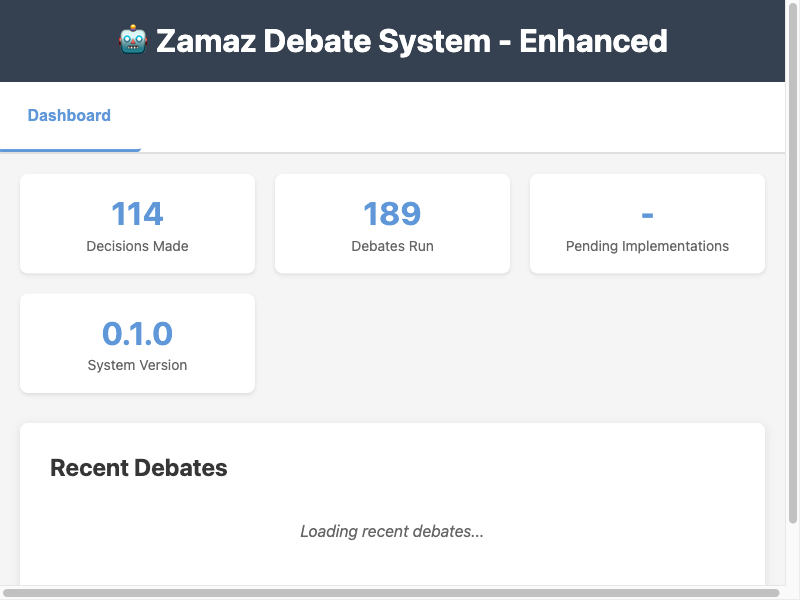 🤖 Zamaz Debate System - Enhanced
Dashboard
114
Decisions Made
189
Debates Run
-
Pending Implementations
0.1.0
System Version
Recent Debates
Loading recent debates...